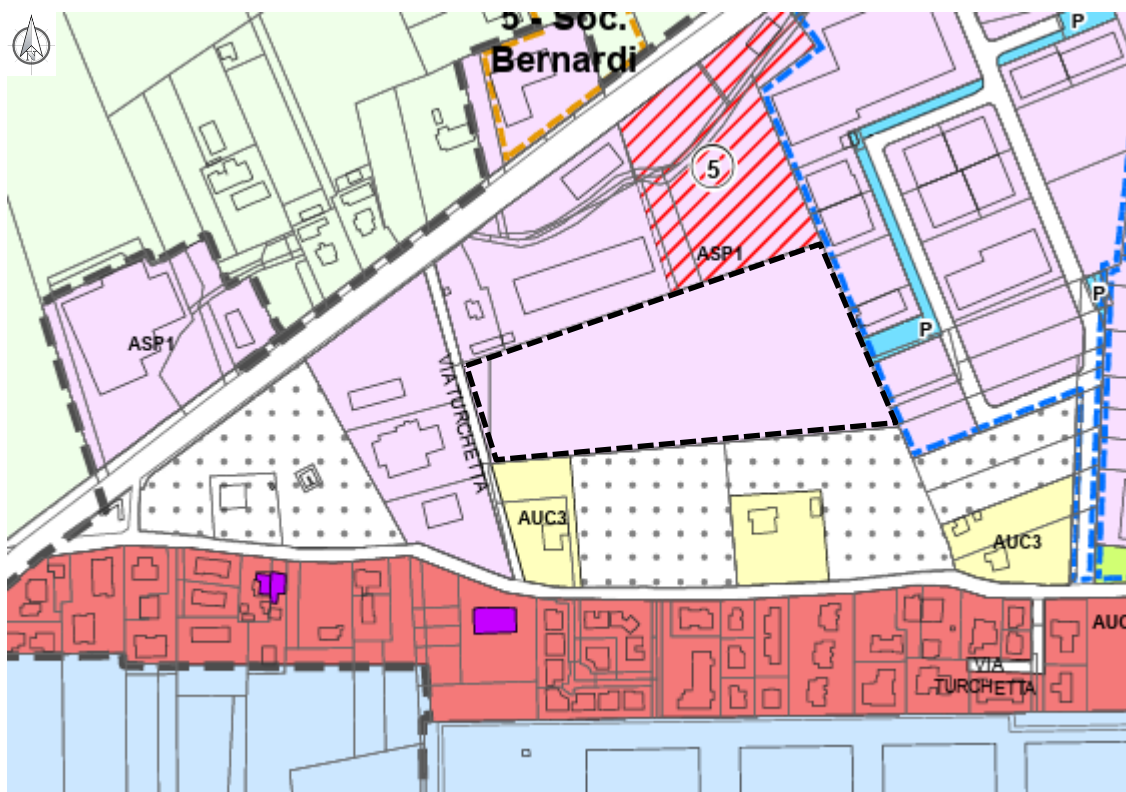 5 - Soc.
Bernardi
P
N
5
ASP1
P
P
ASP1
VIA TURCHETTA
AUC3
AUC3
AUC
VIA
TURCHETTA